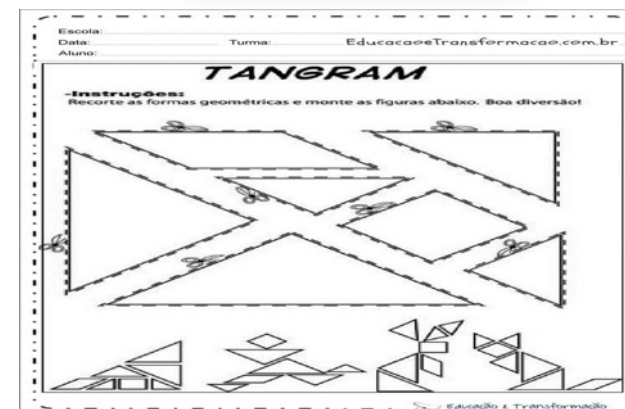 Escola:
Data: Turma: EducacaoeTransformacao.com.br
Aluno:
TANGRAM
-Instruções:
Recorte as formas geométricas e monte as figuras abaixo. Boa diversão!
Educação & Transformação